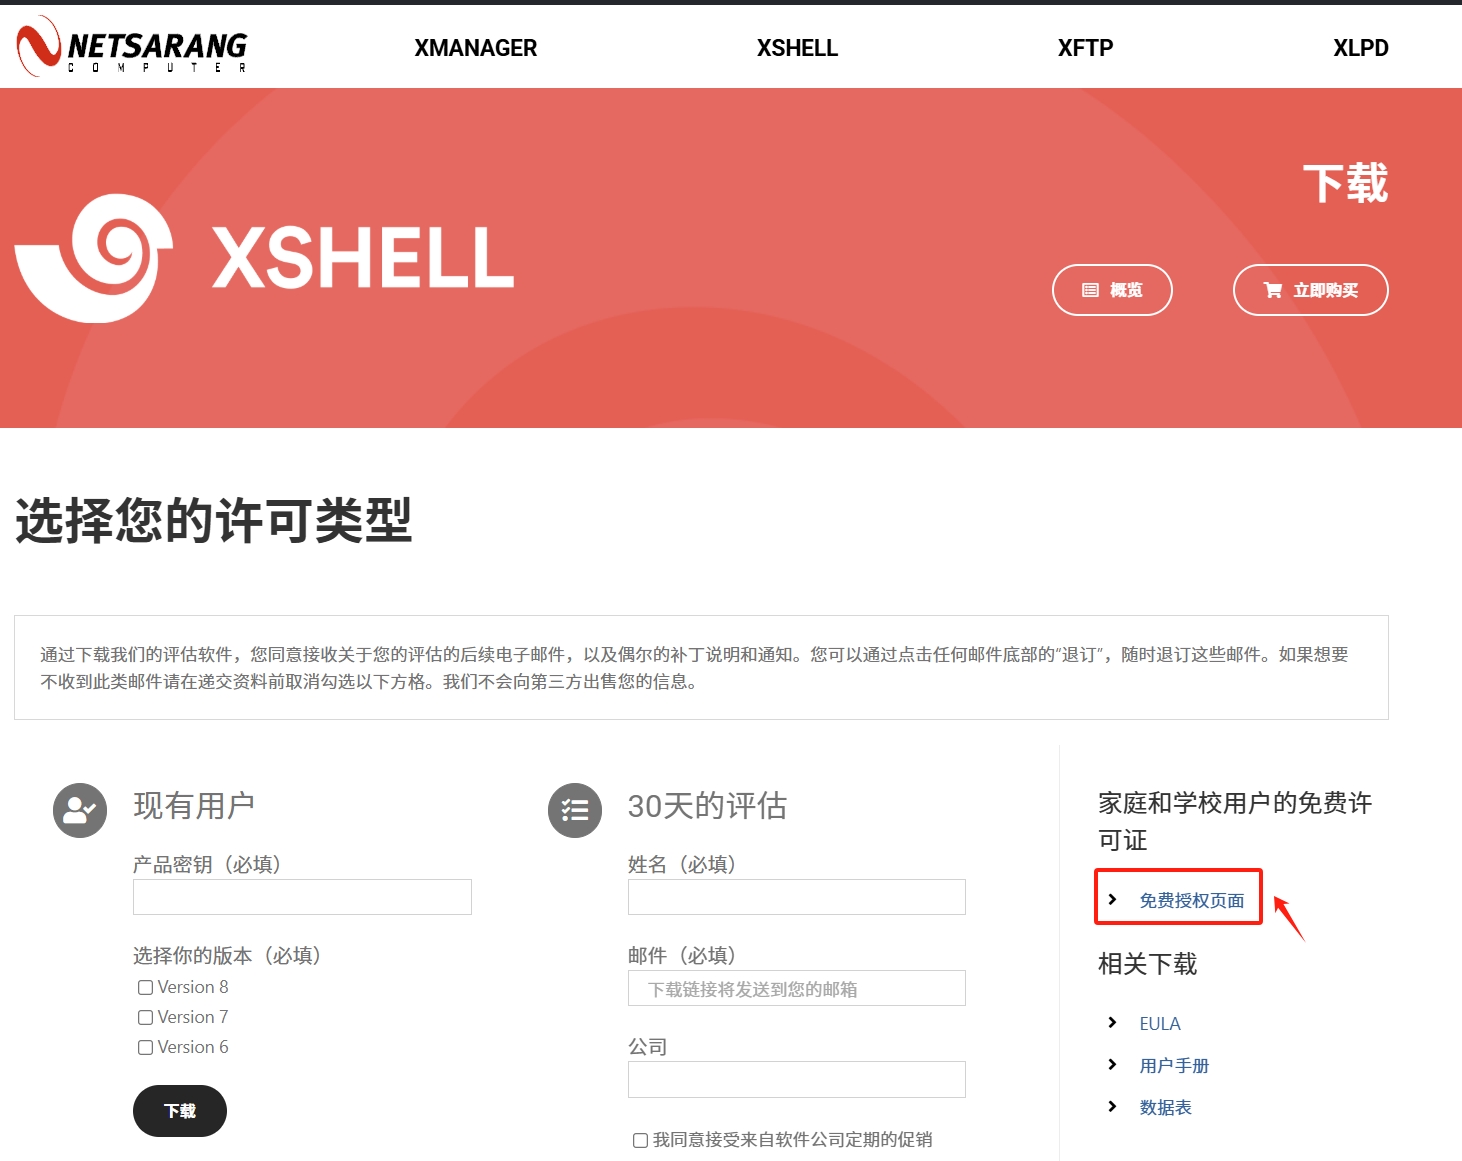 NETSARANG
COMPUTER
XMANAGER
XSHELL
XFTP
XLPD
下载
XSHELL
概览
立即购买
选择您的许可类型
通过下载我们的评估软件，您同意接收关于您的评估的后续电子邮件，以及偶尔的补丁说明和通知。您可以通过点击任何邮件底部的“退订”，随时退订这些邮件。如果想要
不收到此类邮件请在递交资料前取消勾选以下方格。我们不会向第三方出售您的信息。
现有用户
产品密钥（必填）
选择你的版本（必填）
Version 8
Version 7
Version 6
下载
30天的评估
姓名（必填）
邮件（必填）
下载链接将发送到您的邮箱
公司
我同意接受来自软件公司定期的促销
家庭和学校用户的免费许
可证
免费授权页面
相关下载
EULA
用户手册
数据表